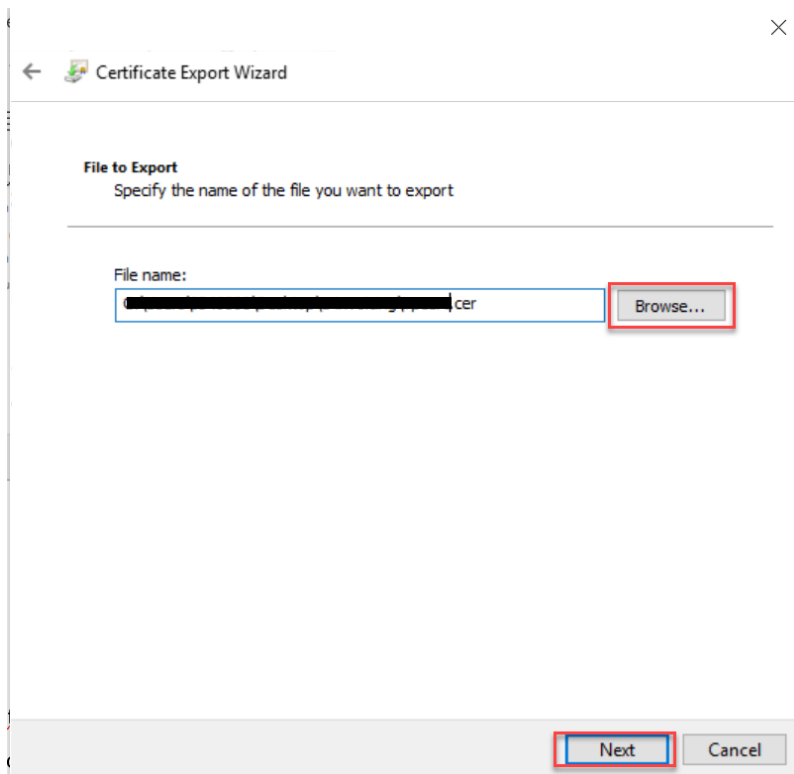 Certificate Export Wizard
File to Export
Specify the name of the file you want to export
File name:
.cer
Browse...
Next
Cancel